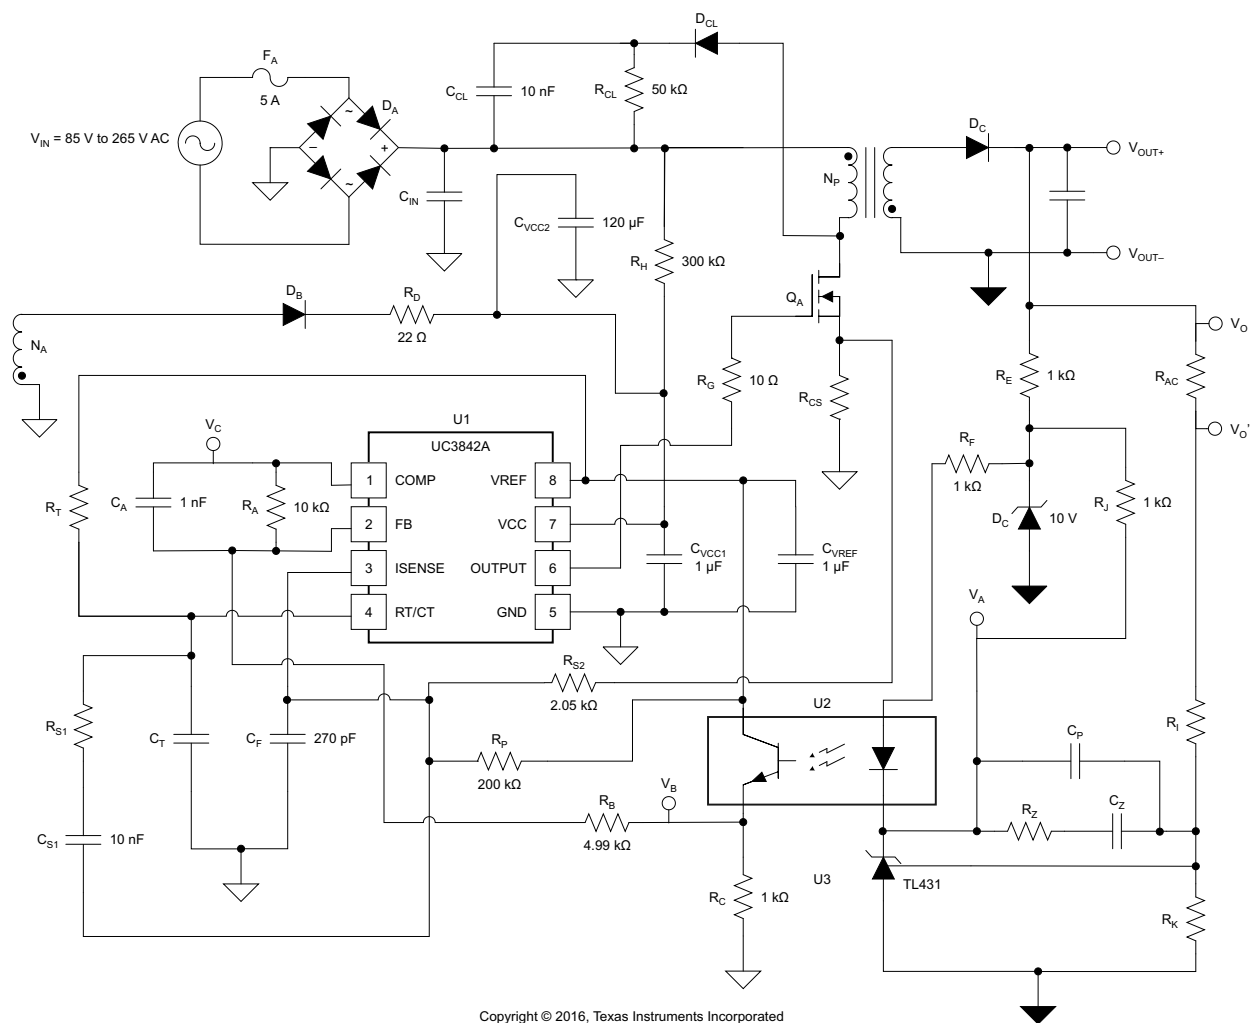 D_CL
F_A
5 A
D_A
C_CL
10 nF
R_CL
50 kΩ
V_IN = 85 V to 265 V AC
~
~
–
+
C_IN
D_C
V_OUT+
N_P
V_OUT–
C_VCC2
120 µF
R_H
300 kΩ
Q_A
D_B
R_D
22 Ω
N_A
R_G
10 Ω
R_CS
R_E
1 kΩ
R_AC
V_O
V_O'
U1
UC3842A
V_C
C_A
1 nF
R_A
10 kΩ
R_T
1
COMP
VREF
8
2
FB
VCC
7
3
ISENSE
OUTPUT
6
4
RT/CT
GND
5
C_VCC1
1 µF
C_VREF
1 µF
R_F
1 kΩ
D_C
10 V
R_J
1 kΩ
V_A
R_S2
2.05 kΩ
U2
R_S1
C_T
C_F
270 pF
R_P
200 kΩ
C_P
R_I
V_B
R_B
4.99 kΩ
R_Z
C_Z
C_S1
10 nF
U3
TL431
R_C
1 kΩ
R_K
Copyright © 2016, Texas Instruments Incorporated